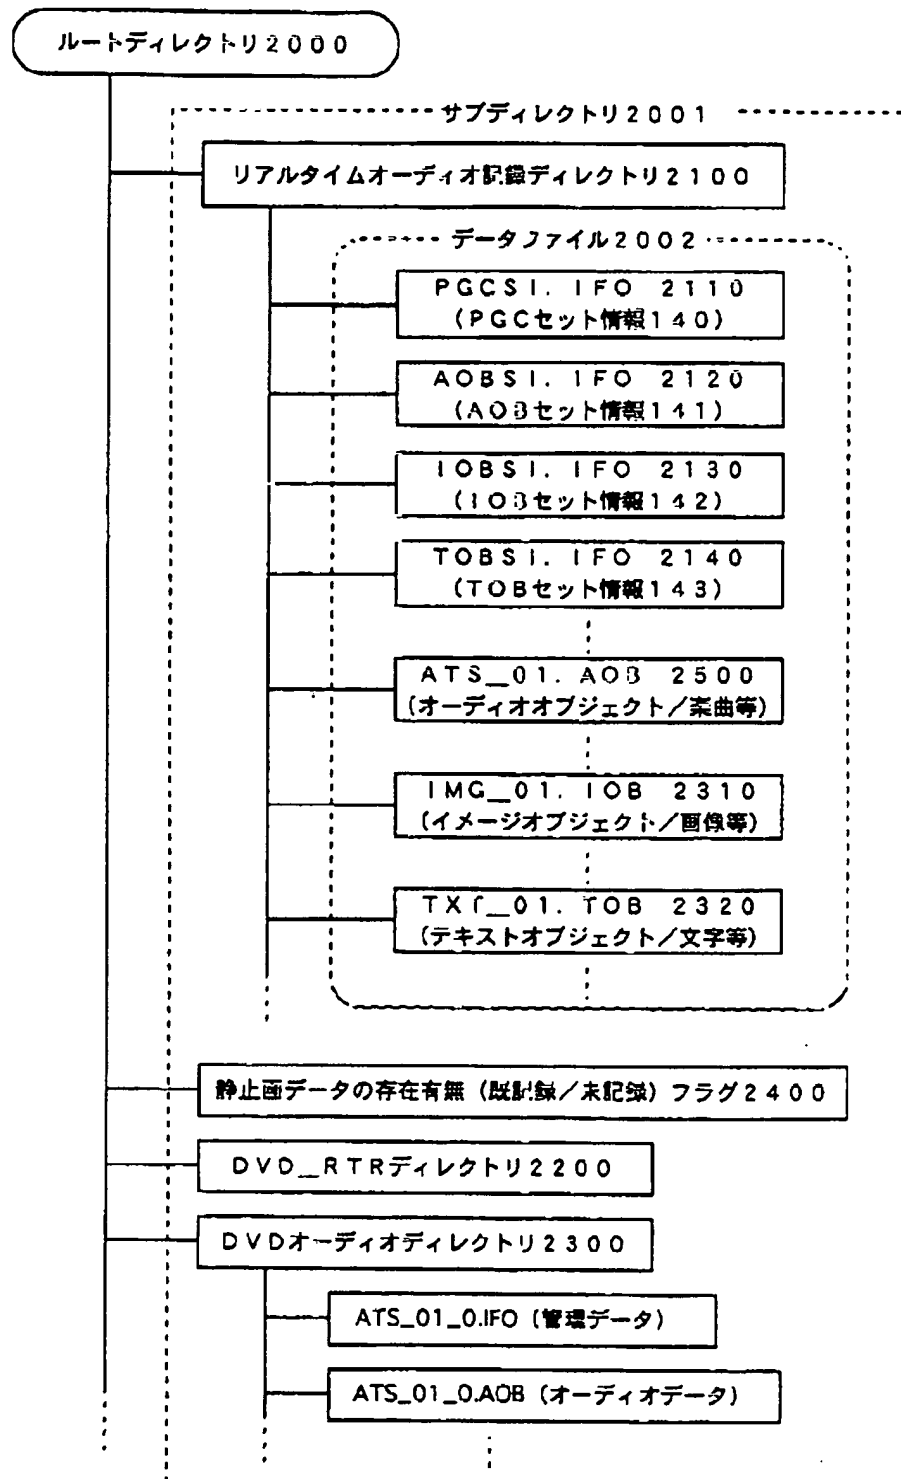 ルートディレクトリ2000
サブディレクトリ2001
リアルタイムオーディオ記録ディレクトリ2100
データファイル2002
PGCSI. IFO 2110
(PGCセット情報140)
AOBSI. IFO 2120
(AOBセット情報141)
IOBSI. IFO 2130
(IOBセット情報142)
TOBSI. IFO 2140
(TOBセット情報143)
ATS_01. AOB 2500
(オーディオオブジェクト/楽曲等)
IMG_01. IOB 2310
(イメージオブジェクト/画像等)
TXT_01. TOB 2320
(テキストオブジェクト/文字等)
静止画データの存在有無(既記録/未記録)フラグ2400
DVD_RTRディレクトリ2200
DVDオーディオディレクトリ2300
ATS_01_0.IFO(管理データ)
ATS_01_0.AOB(オーディオデータ)